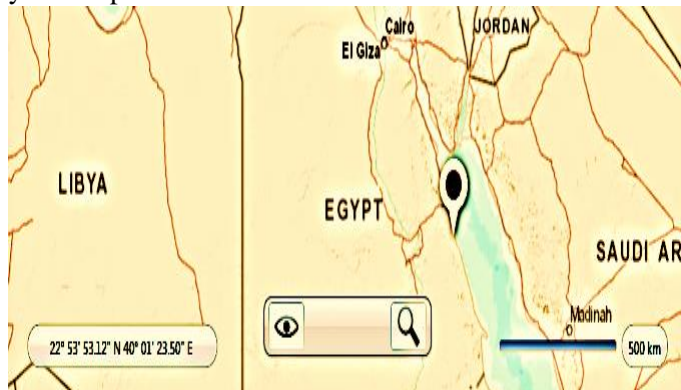 Cairo
JORDAN
El Giza
LIBYA
EGYPT
SAUDI AR
Madinah
22° 53' 53.12" N 40° 01' 23.50" E
500 km